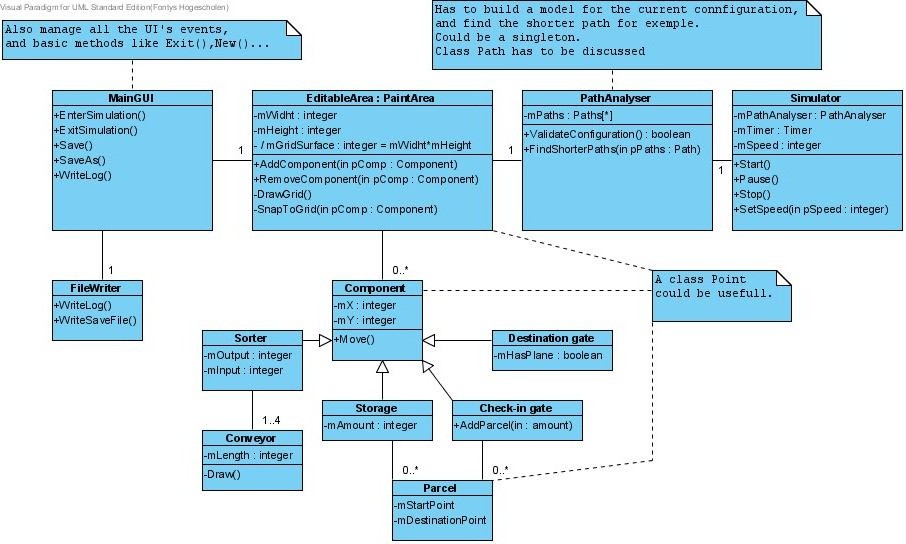 Visual Paradigm for UML Standard Edition(Fontys Hogescholen)
Also manage all the UI's events,
and basic methods like Exit(),New()...
Has to build a model for the current connfiguration,
and find the shorter path for exemple.
Could be a singleton.
Class Path has to be discussed
MainGUI
+EnterSimulation()
+ExitSimulation()
+Save()
+SaveAs()
+WriteLog()
1
EditableArea : PaintArea
-mWidht : integer
-mHeight : integer
- / mGridSurface : integer = mWidht*mHeight
+AddComponent(in pComp : Component)
+RemoveComponent(in pComp : Component)
-DrawGrid()
-SnapToGrid(in pComp : Component)
1
PathAnalyser
-mPaths : Paths[*]
+ValidateConfiguration() : boolean
+FindShorterPaths(in pPaths : Path)
1
Simulator
-mPathAnalyser : PathAnalyser
-mTimer : Timer
-mSpeed : integer
+Start()
+Pause()
+Stop()
+SetSpeed(in pSpeed : integer)
1
0..*
FileWriter
+WriteLog()
+WriteSaveFile()
Component
-mX : integer
-mY : integer
+Move()
A class Point
could be usefull.
Sorter
-mOutput : integer
-mInput : integer
Destination gate
-mHasPlane : boolean
1..4
Storage
-mAmount : integer
Check-in gate
+AddParcel(in : amount)
Conveyor
-mLength : integer
-Draw()
0..*
0..*
Parcel
-mStartPoint
-mDestinationPoint